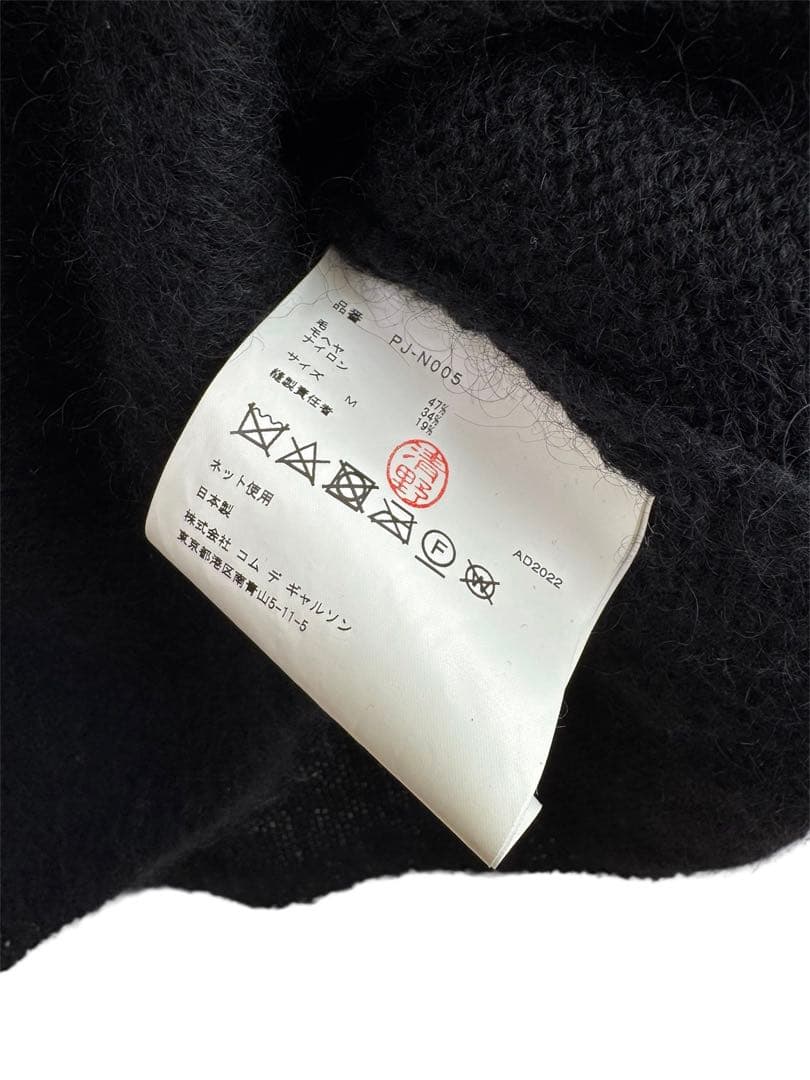 品番 PJ-N005
毛 47%
モヘヤ 34%
ナイロン 19%
サイズ M
縫製責任者 清野里
F
ネット使用
日本製 AD2022
株式会社 コム デ ギャルソン
東京都港区南青山5-11-5